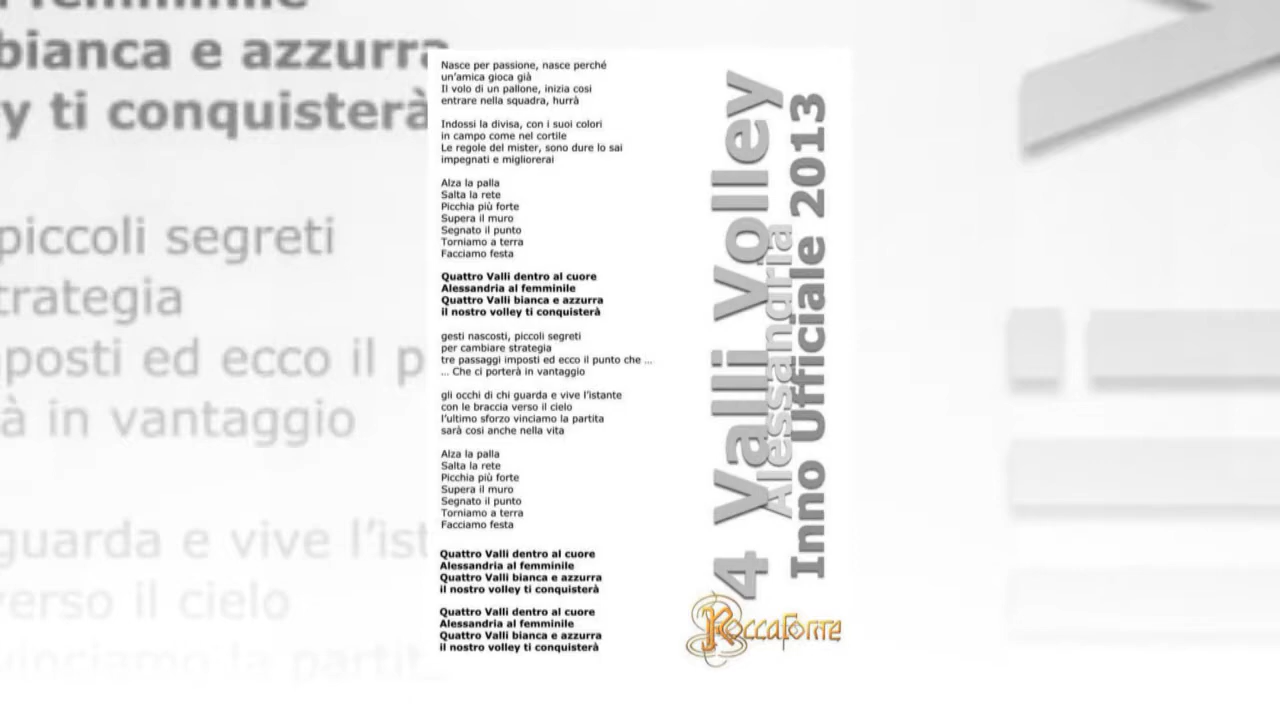 femminile
bianca e azzurra
y ti conquisterà
piccoli segreti
trategia
posti ed ecco il p
à in vantaggio
guarda e vive l'ist
verso il cielo
vinciamo la partit
Nasce per passione, nasce perché
un'amica gioca già
Il volo di un pallone, inizia cosi
entrare nella squadra, hurrà
Indossi la divisa, con i suoi colori
in campo come nel cortile
Le regole del mister, sono dure lo sai
impegnati e migliorerai
Alza la palla
Salta la rete
Picchia più forte
Supera il muro
Segnato il punto
Torniamo a terra
Facciamo festa
Quattro Valli dentro al cuore
Alessandria al femminile
Quattro Valli bianca e azzurra
il nostro volley ti conquisterà
gesti nascosti, piccoli segreti
per cambiare strategia
tre passaggi imposti ed ecco il punto che ...
... Che ci porterà in vantaggio
gli occhi di chi guarda e vive l'istante
con le braccia verso il cielo
l'ultimo sforzo vinciamo la partita
sarà cosi anche nella vita
Alza la palla
Salta la rete
Picchia più forte
Supera il muro
Segnato il punto
Torniamo a terra
Facciamo festa
Quattro Valli dentro al cuore
Alessandria al femminile
Quattro Valli bianca e azzurra
il nostro volley ti conquisterà
Quattro Valli dentro al cuore
Alessandria al femminile
Quattro Valli bianca e azzurra
il nostro volley ti conquisterà
4 Valli Volley
Alessandria
Inno Ufficiale 2013
Roccaforte